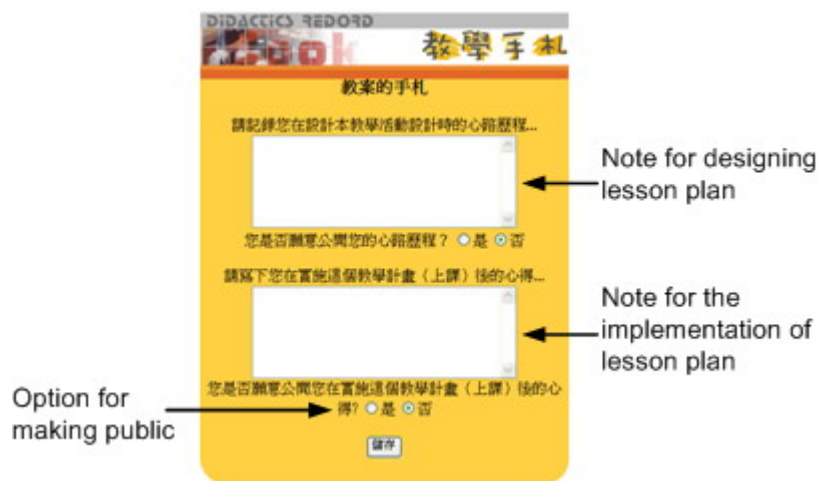 DIDACTICS REDORD
教學手札
教案的手札
請記錄您在設計本教學活動設計時的心路歷程...
Note for designing
lesson plan
您是否願意公開您的心路歷程？ 是 否
請寫下您在實施這個教學計畫（上課）後的心得...
Note for the
implementation of
lesson plan
您是否願意公開您在實施這個教學計畫（上課）後的心
得? 是 否
Option for
making public
儲存